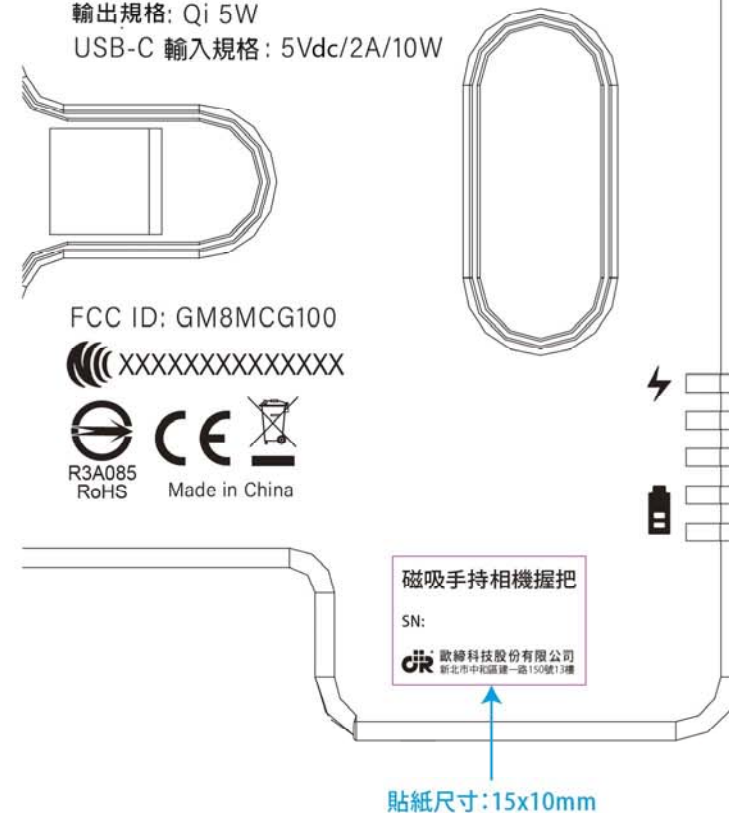 輸出規格: Qi 5W
USB-C 輸入規格: 5Vdc/2A/10W
FCC ID: GM8MCG100
XXXXXXXXXXXXXX
R3A085
RoHS
CE
Made in China
磁吸手持相機握把
SN:
歐締科技股份有限公司
新北市中和區建一路150號13樓
貼紙尺寸:15x10mm